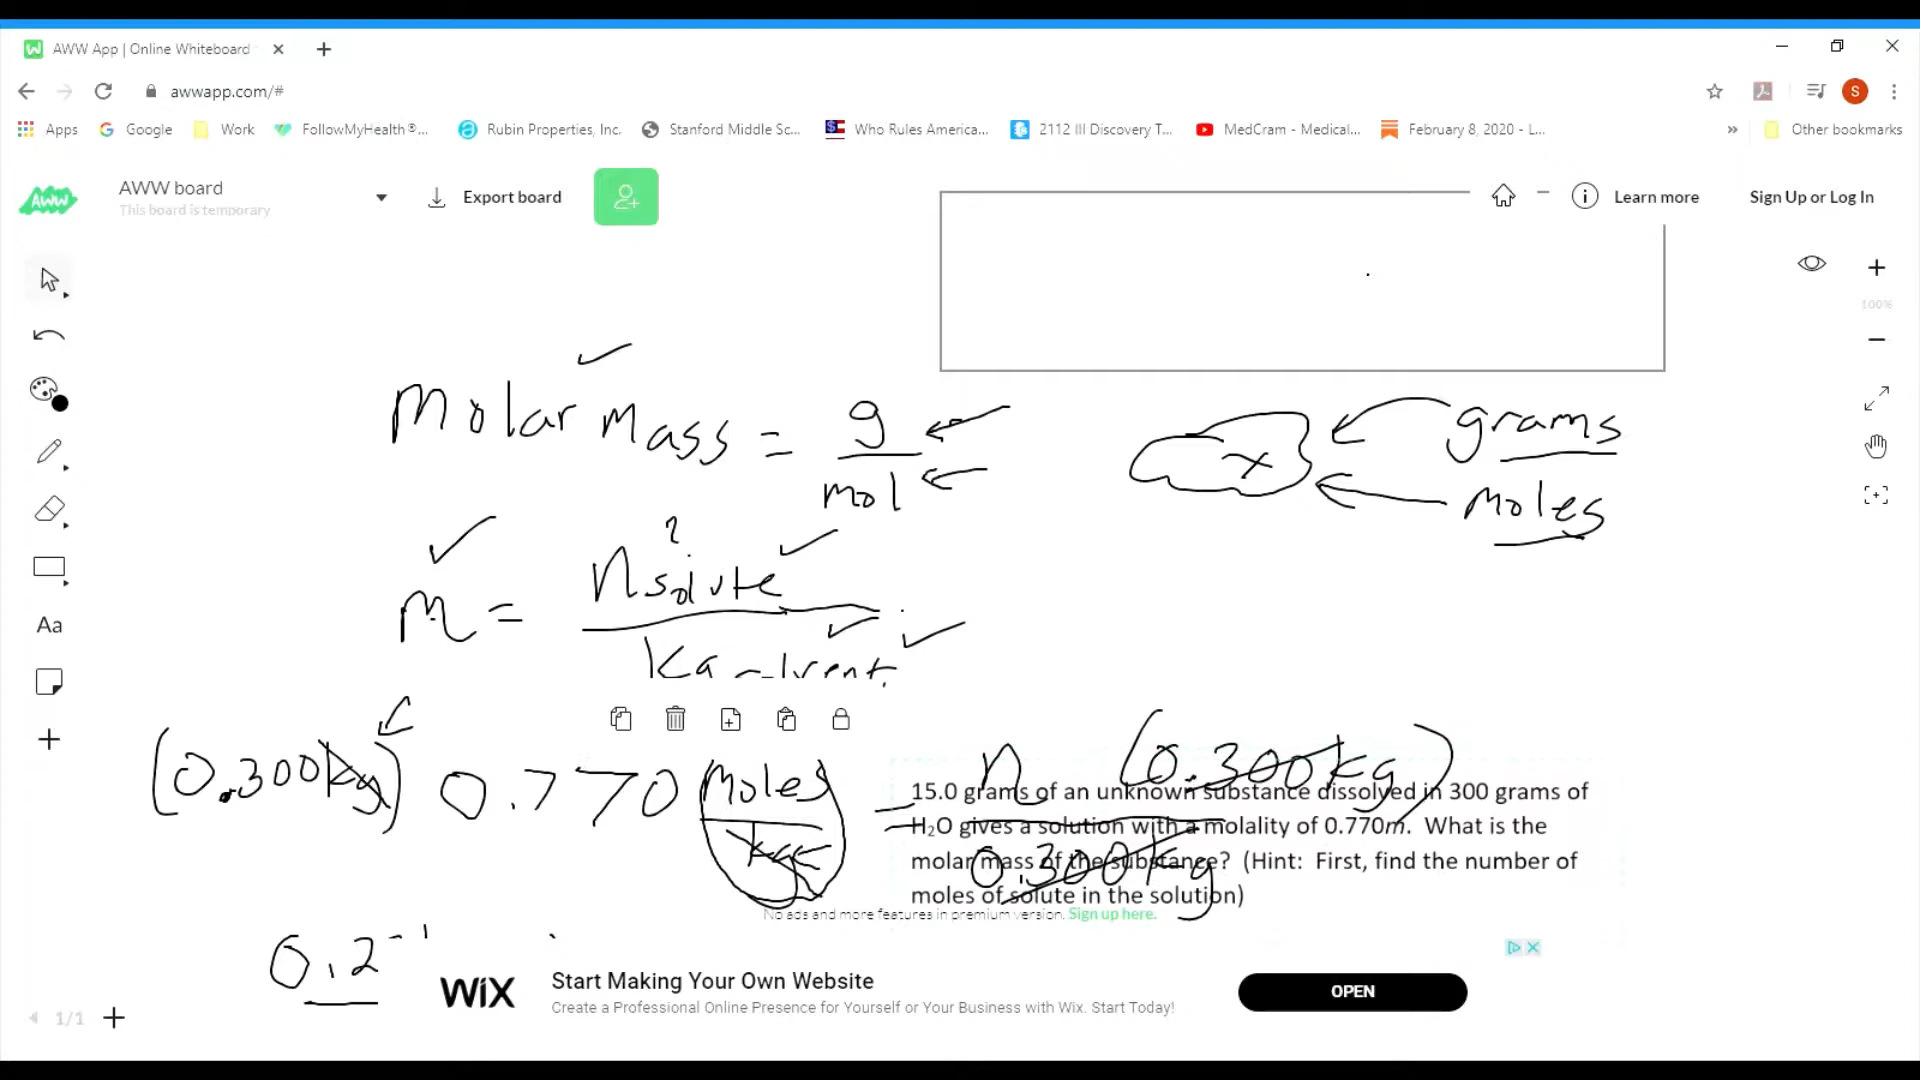 AWW App | Online Whiteboard
awwapp.com/#
Apps Google Work FollowMyHealth®... Rubin Properties, Inc. Stanford Middle Sc... Who Rules America... 2112 III Discovery T... MedCram - Medical... February 8, 2020 - L... » Other bookmarks
S
AWW
AWW board
This board is temporary
Export board
Learn more
Sign Up or Log In
100%
Molar Mass = g
mol
x
grams
moles
?
m = n solute
(0.300kg) 0.770 moles = n (0.300kg)
kg
0.300kg
15.0 grams of an unknown substance dissolved in 300 grams of
H₂O gives a solution with a molality of 0.770m. What is the
molar mass of the substance? (Hint: First, find the number of
moles of solute in the solution)
No ads and more features in premium version. Sign up here.
Aa
0.2
WiX
Start Making Your Own Website
Create a Professional Online Presence for Yourself or Your Business with Wix. Start Today!
OPEN
1/1